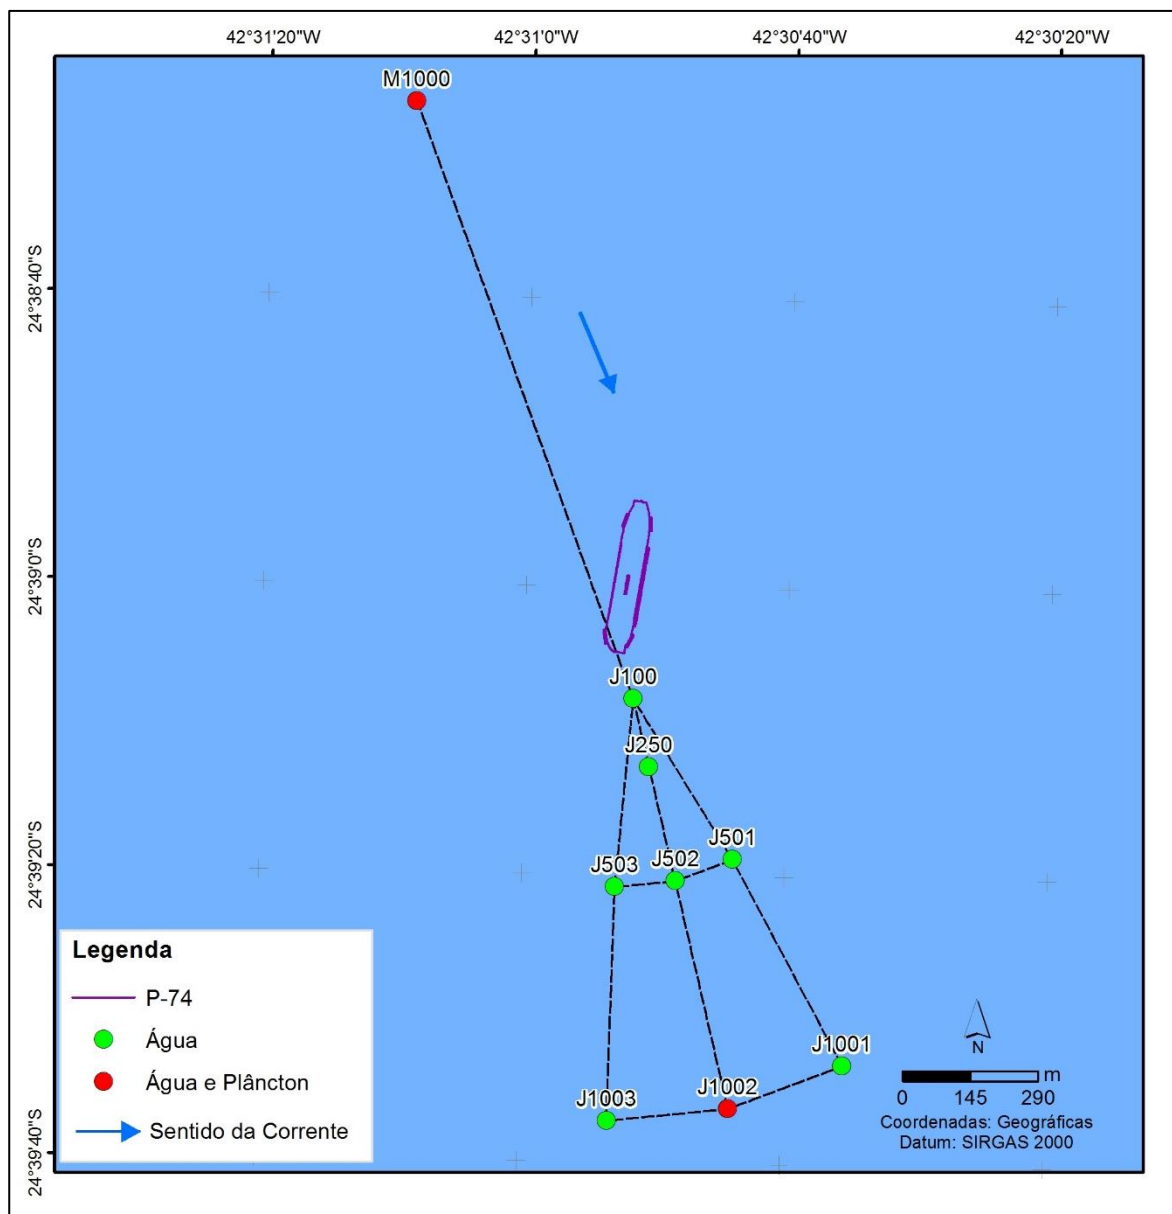 42°31'20"W 42°31'0"W 42°30'40"W 42°30'20"W
M1000
24°38'40"S
24°39'0"S
J100
J250
J501
24°39'20"S
J503 J502
Legenda
P-74
Água
Água e Plâncton
Sentido da Corrente
J1001
J1002
J1003
N
0 145 290 m
Coordenadas: Geográficas
Datum: SIRGAS 2000
24°39'40"S